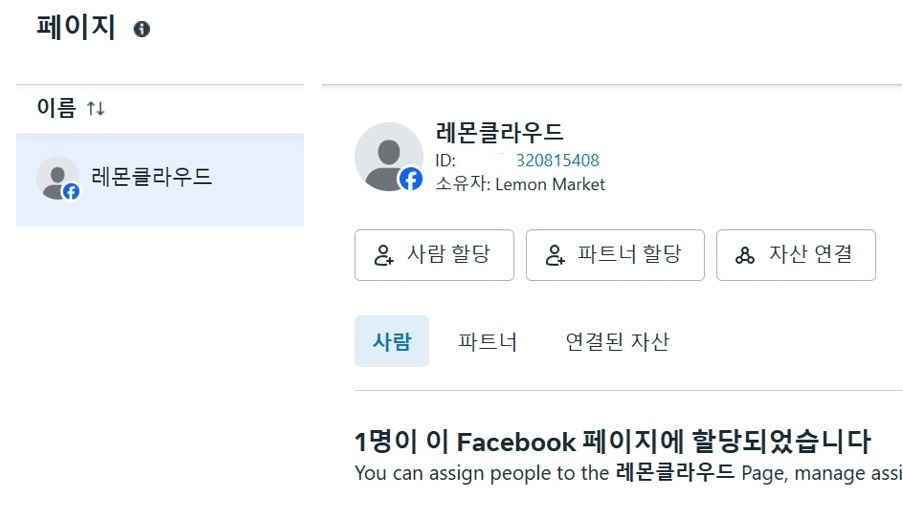 페이지
이름
레몬클라우드
레몬클라우드
ID: 320815408
소유자: Lemon Market
사람 할당
파트너 할당
자산 연결
사람
파트너
연결된 자산
1명이 이 Facebook 페이지에 할당되었습니다
You can assign people to the 레몬클라우드 Page, manage